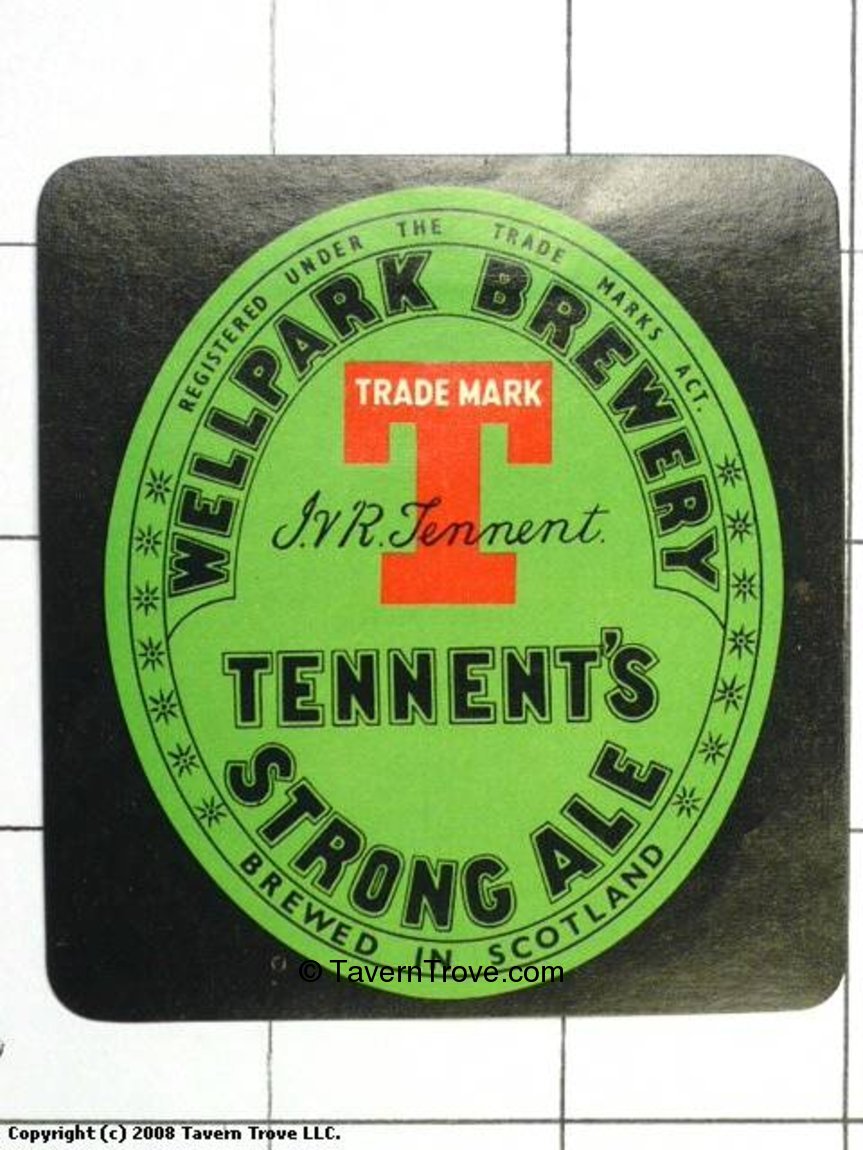 REGISTERED UNDER THE TRADE MARKS ACT.
WELLPARK BREWERY
TRADE MARK
T
J.V.R. Tennent.
TENNENT'S
STRONG ALE
BREWED IN SCOTLAND
© TavernTrove.com
Copyright (c) 2008 Tavern Trove LLC.